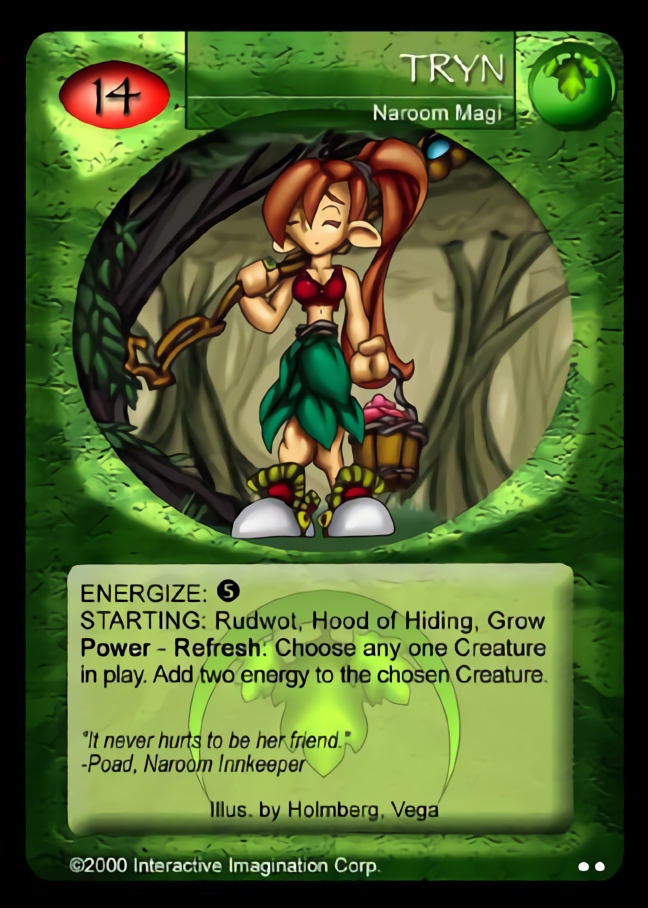 14
TRYN
Naroom Magi
ENERGIZE: 5
STARTING: Rudwot, Hood of Hiding, Grow
Power - Refresh: Choose any one Creature
in play. Add two energy to the chosen Creature.
"It never hurts to be her friend."
-Poad, Naroom Innkeeper
Illus. by Holmberg, Vega
©2000 Interactive Imagination Corp.